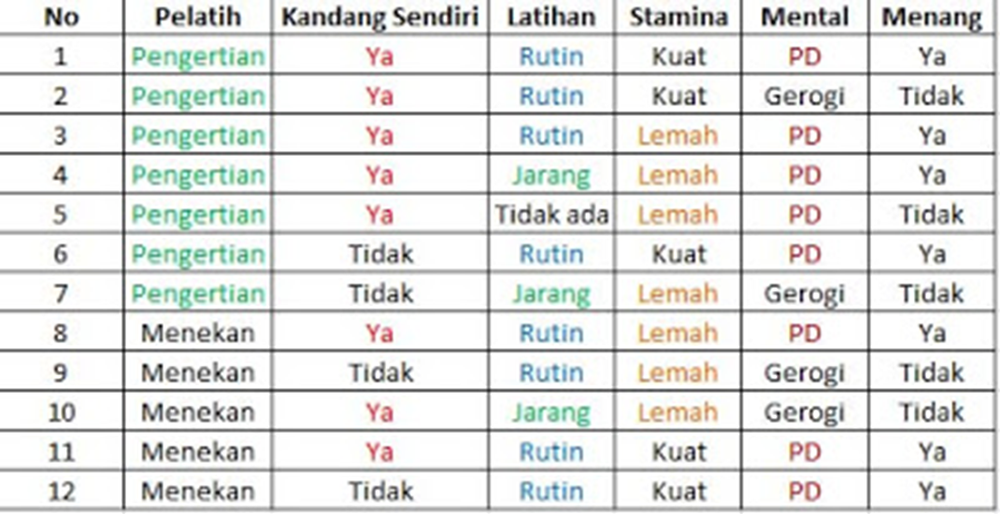 No Pelatih Kandang Sendiri Latihan Stamina Mental Menang
1 Pengertian Ya Rutin Kuat PD Ya
2 Pengertian Ya Rutin Kuat Gerogi Tidak
3 Pengertian Ya Rutin Lemah PD Ya
4 Pengertian Ya Jarang Lemah PD Ya
5 Pengertian Ya Tidak ada Lemah PD Tidak
6 Pengertian Tidak Rutin Kuat PD Ya
7 Pengertian Tidak Jarang Lemah Gerogi Tidak
8 Menekan Ya Rutin Lemah PD Ya
9 Menekan Tidak Rutin Lemah Gerogi Tidak
10 Menekan Ya Jarang Lemah Gerogi Tidak
11 Menekan Ya Rutin Kuat PD Ya
12 Menekan Tidak Rutin Kuat PD Ya